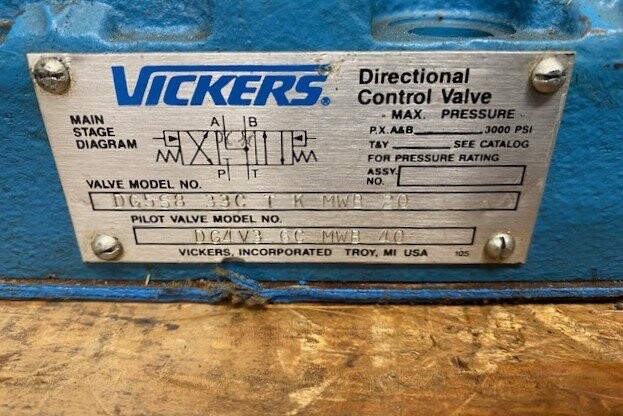 VICKERS®
Directional
Control Valve
- MAX. PRESSURE -
P.X.A&B 3000 PSI
T&Y SEE CATALOG
FOR PRESSURE RATING
ASSY.
NO.
MAIN
STAGE
DIAGRAM
A B
P T
VALVE MODEL NO.
DG5S8 33C T K MWB 20
PILOT VALVE MODEL NO.
DG4V3 6C MWB 40
VICKERS, INCORPORATED TROY, MI USA 105